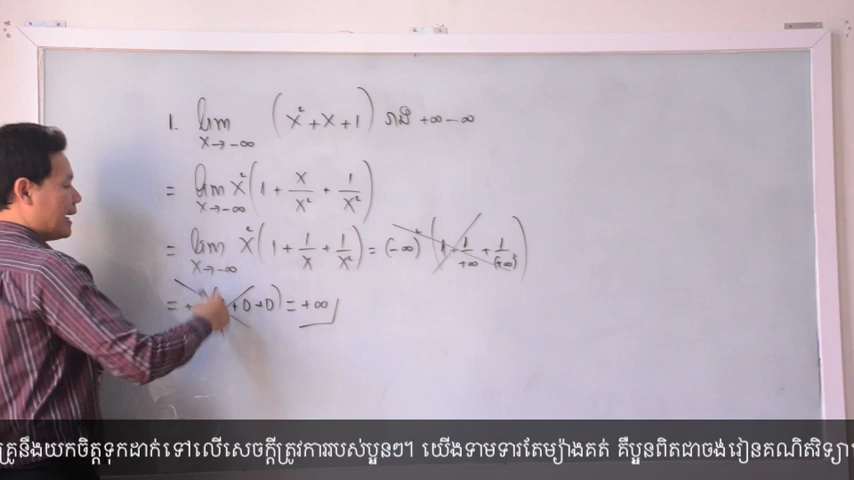 1. lim x→-∞ (x² + x + 1) រាង +∞ - ∞
= lim x→-∞ x² (1 + x/x² + 1/x²)
= lim x→-∞ x² (1 + 1/x + 1/x²) = (-∞)² (1 + 1/+∞ + 1/(+∞)²)
= + + 0 + 0) = +∞
គ្រូនឹងយកចិត្តទុកដាក់ទៅលើសេចក្តីត្រូវការរបស់ប្អូនៗ។ យើងទាមទារតែម្យ៉ាងគត់ គឺប្អូនពិតជាចង់រៀនគណិតវិទ្យា